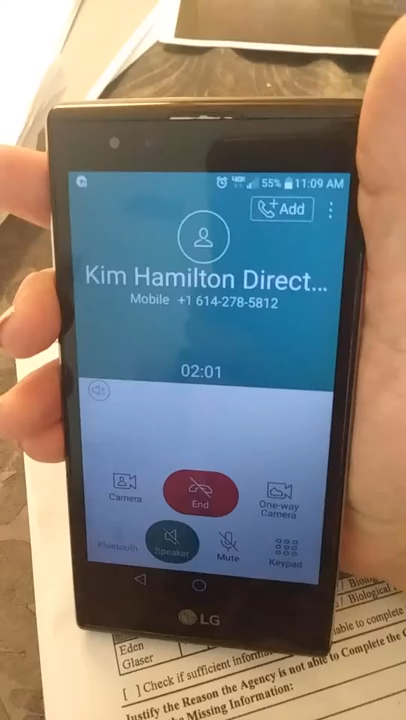 55% 11:09 AM
Add
Kim Hamilton Direct...
Mobile +1 614-278-5812
02:01
Camera
End
One-way
Camera
Bluetooth
Speaker
Mute
Keypad
LG
/ Biological
Eden
Glaser
able to complete
[ ] Check if sufficient
Justify the Reason the Agency is not able to Complete the
Missing Information: